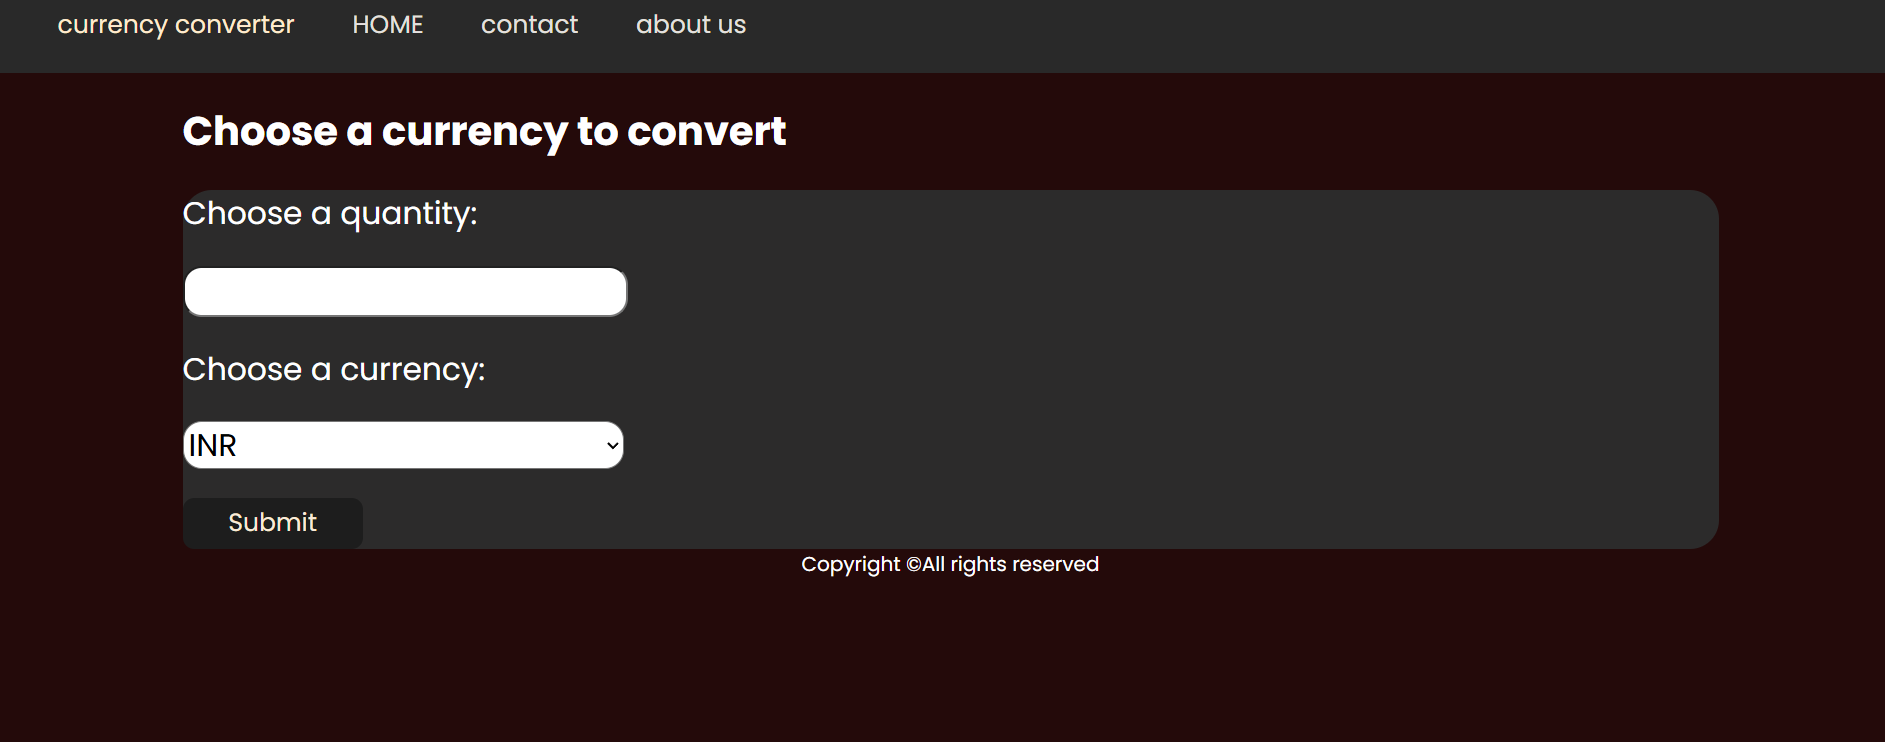 currency converter HOME contact about us
Choose a currency to convert
Choose a quantity:
Choose a currency:
INR
Submit
Copyright ©All rights reserved